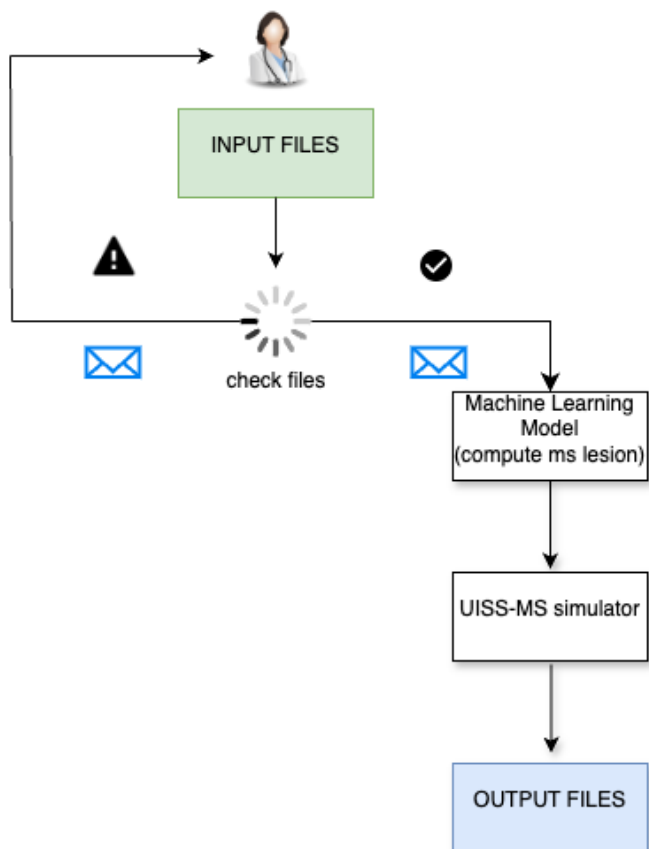 INPUT FILES
check files
Machine Learning
Model
(compute ms lesion)
UISS-MS simulator
OUTPUT FILES